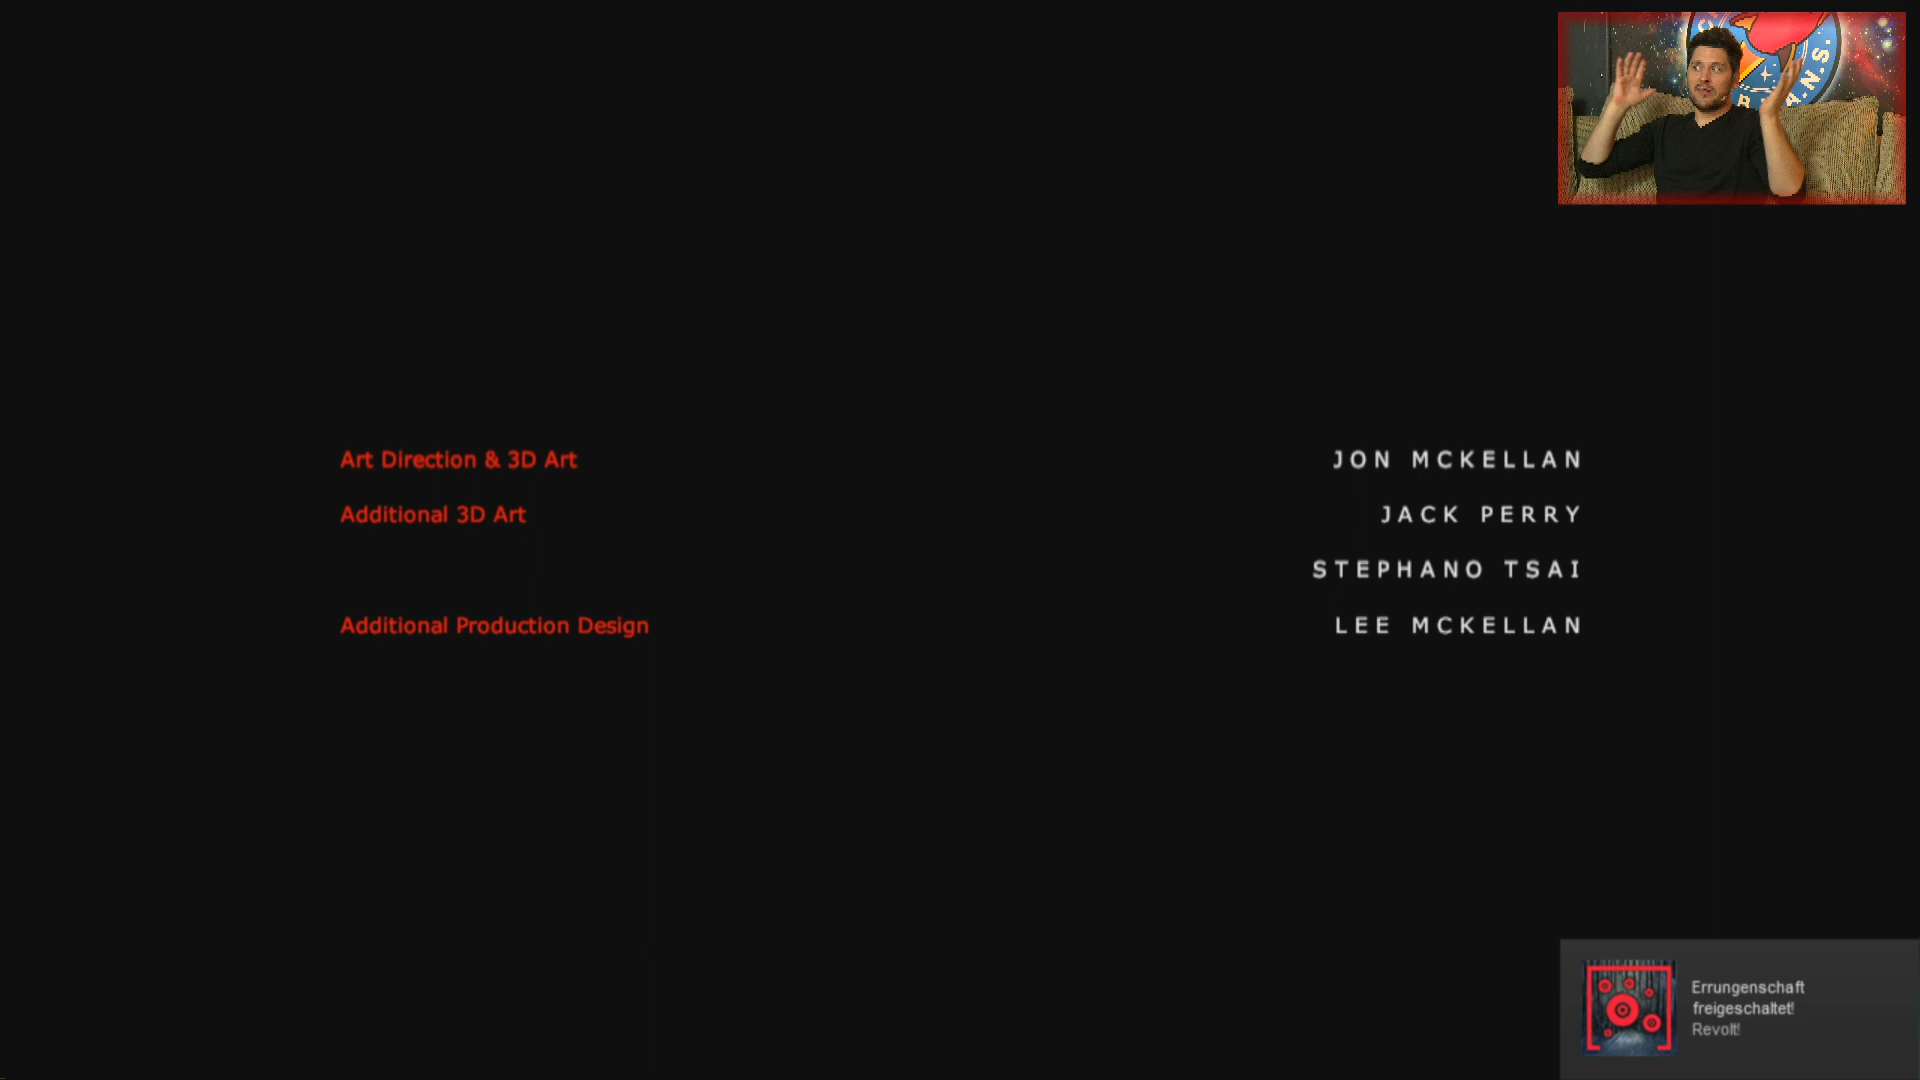 Art Direction & 3D Art JON MCKELLAN
Additional 3D Art JACK PERRY
STEPHANO TSAI
Additional Production Design LEE MCKELLAN
Errungenschaft
freigeschaltet!
Revolt!